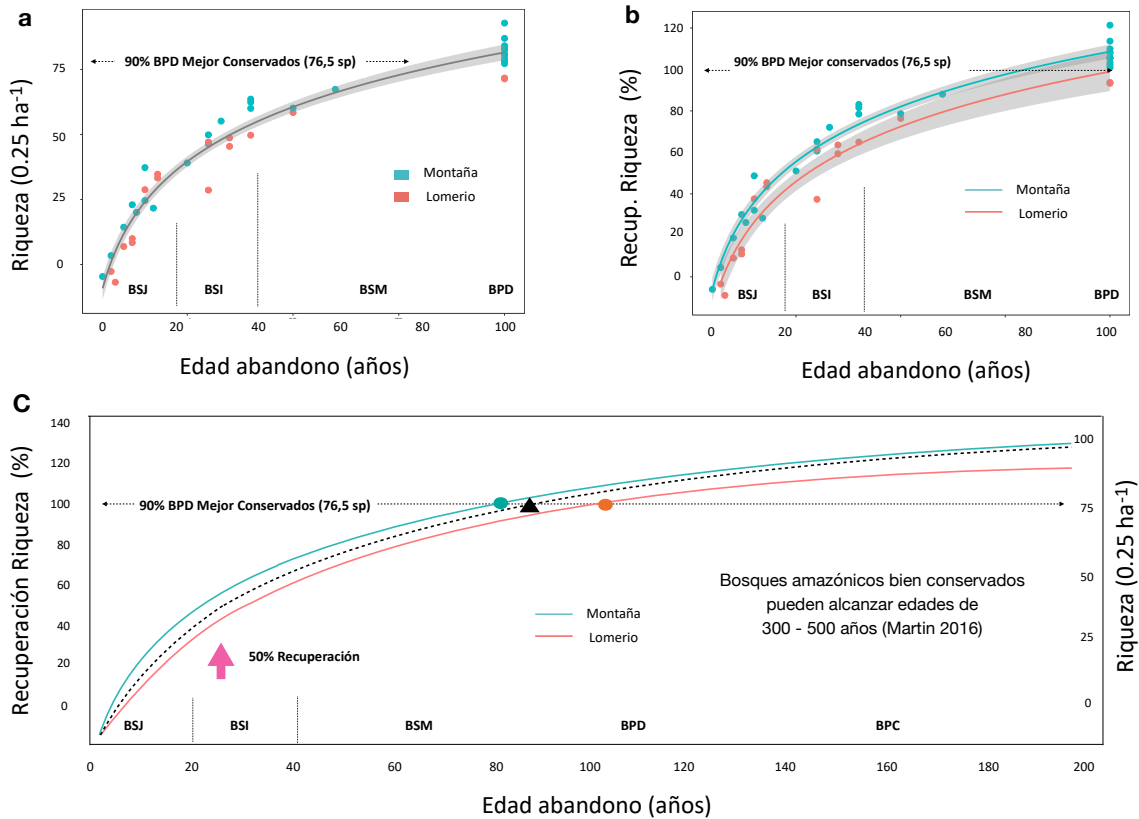 a
Riqueza (0.25 ha-1)
75
50
25
0
90% BPD Mejor Conservados (76,5 sp)
Montaña
Lomerio
BSJ
BSI
BSM
BPD
0
20
40
60
80
100
Edad abandono (años)
b
Recup. Riqueza (%)
120
100
80
60
40
20
0
90% BPD Mejor conservados (76,5 sp)
Montaña
Lomerio
BSJ
BSI
BSM
BPD
0
20
40
60
80
100
Edad abandono (años)
C
Recuperación Riqueza (%)
140
120
100
80
60
40
20
0
90% BPD Mejor Conservados (76,5 sp)
Montaña
Lomerio
Bosques amazónicos bien conservados
pueden alcanzar edades de
300 - 500 años (Martin 2016)
50% Recuperación
BSJ
BSI
BSM
BPD
BPC
100
75
50
25
0
Riqueza (0.25 ha-1)
0
20
40
60
80
100
120
140
160
180
200
Edad abandono (años)